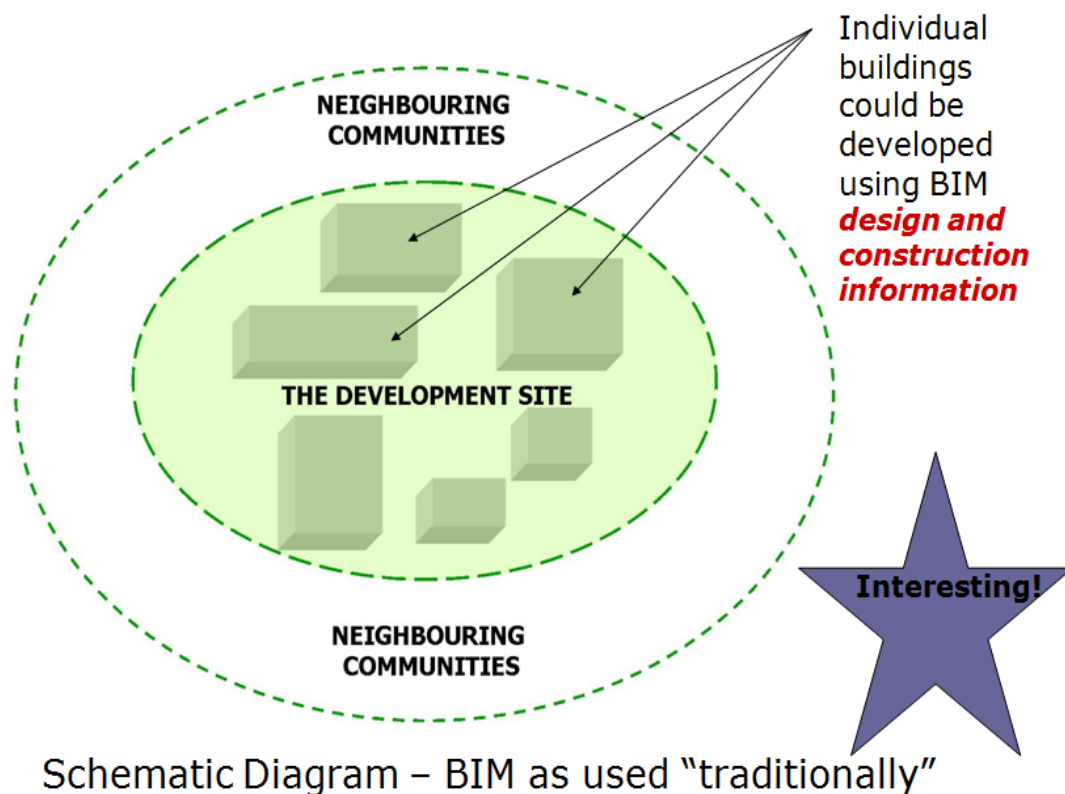 Individual
buildings
could be
developed
using BIM
design and
construction
information
NEIGHBOURING
COMMUNITIES
THE DEVELOPMENT SITE
Interesting!
NEIGHBOURING
COMMUNITIES
Schematic Diagram – BIM as used “traditionally”